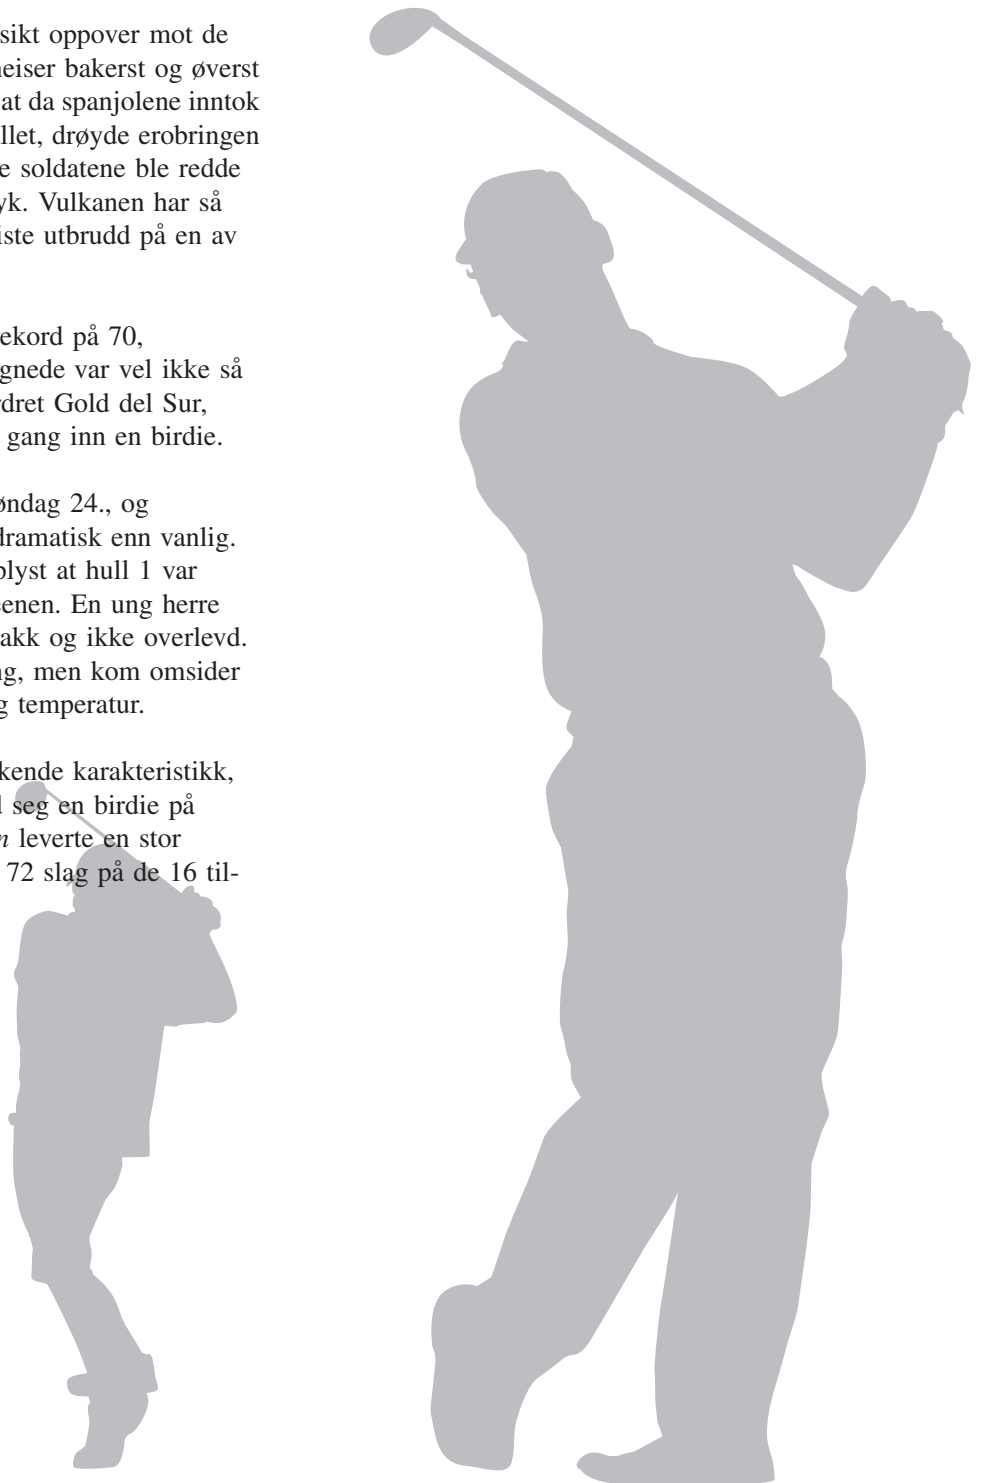 sikt oppover mot de
neiser bakerst og øverst
at da spanjolene inntok
llet, drøyde erobringen
e soldatene ble redde
yk. Vulkanen har så
iste utbrudd på en av
ekord på 70,
gnede var vel ikke så
rdret Gold del Sur,
gang inn en birdie.
øndag 24., og
dramatisk enn vanlig.
plyst at hull 1 var
eenen. En ung herre
akk og ikke overlevd.
ng, men kom omsider
g temperatur.
kende karakteristikk,
l seg en birdie på
n leverte en stor
72 slag på de 16 til-